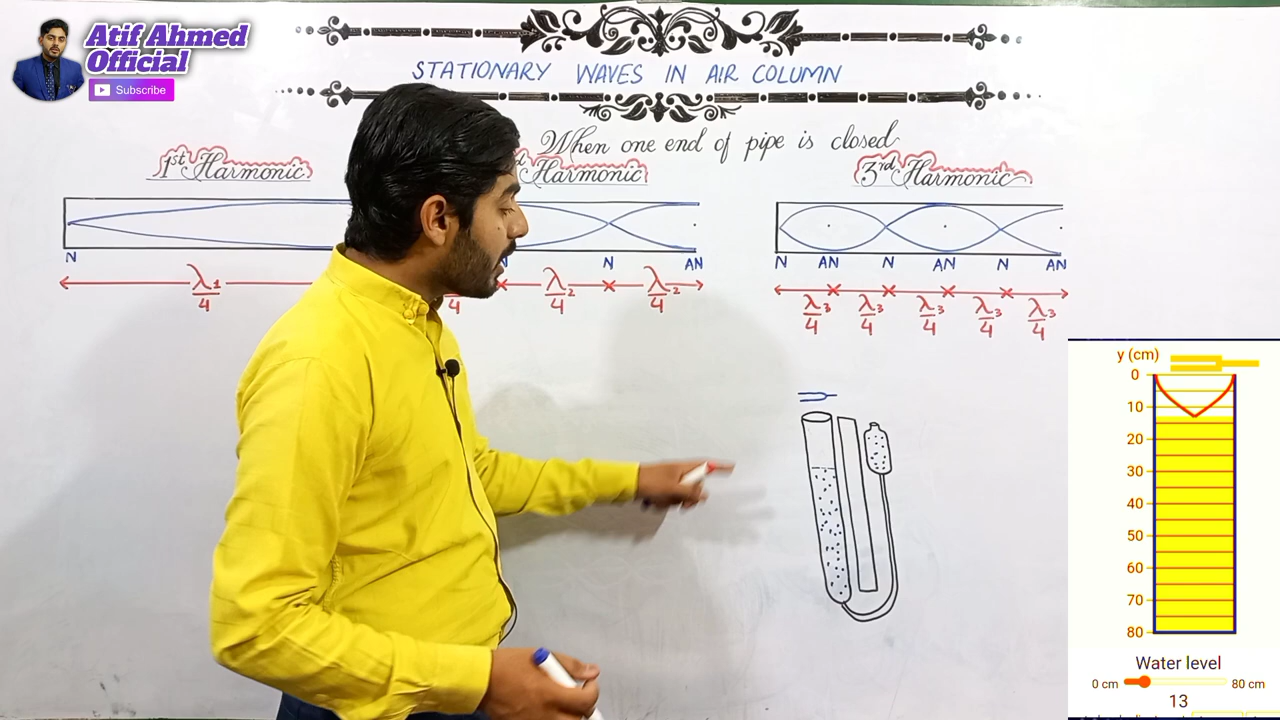 Atif Ahmed
Official
Subscribe
STATIONARY WAVES IN AIR COLUMN
When one end of pipe is closed
1st Harmonic
d Harmonic
3rd Harmonic
N
N
AN
N
AN
N
AN
N
AN
λ1/4
4
λ2/4
λ2/4
λ3/4
λ3/4
λ3/4
λ3/4
λ3/4
y (cm)
0
10
20
30
40
50
60
70
80
Water level
0 cm
80 cm
13